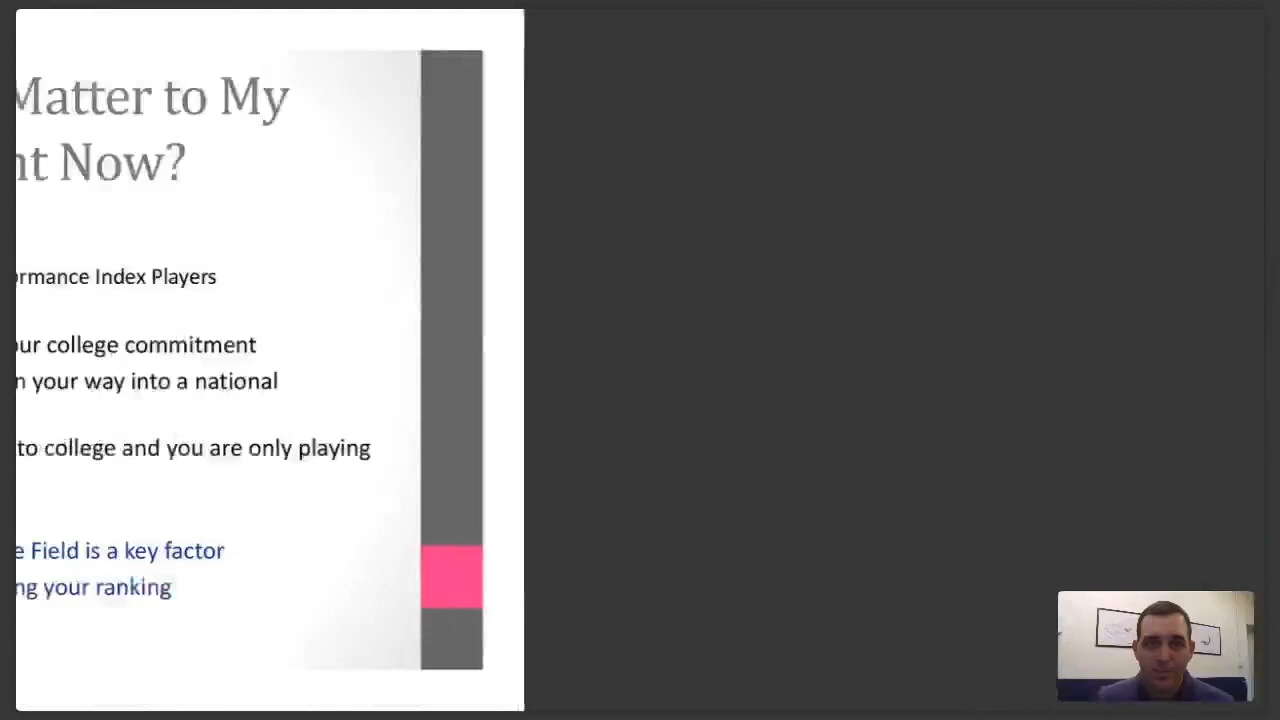 Matter to My
nt Now?
ormance Index Players
ur college commitment
n your way into a national
to college and you are only playing
e Field is a key factor
ng your ranking